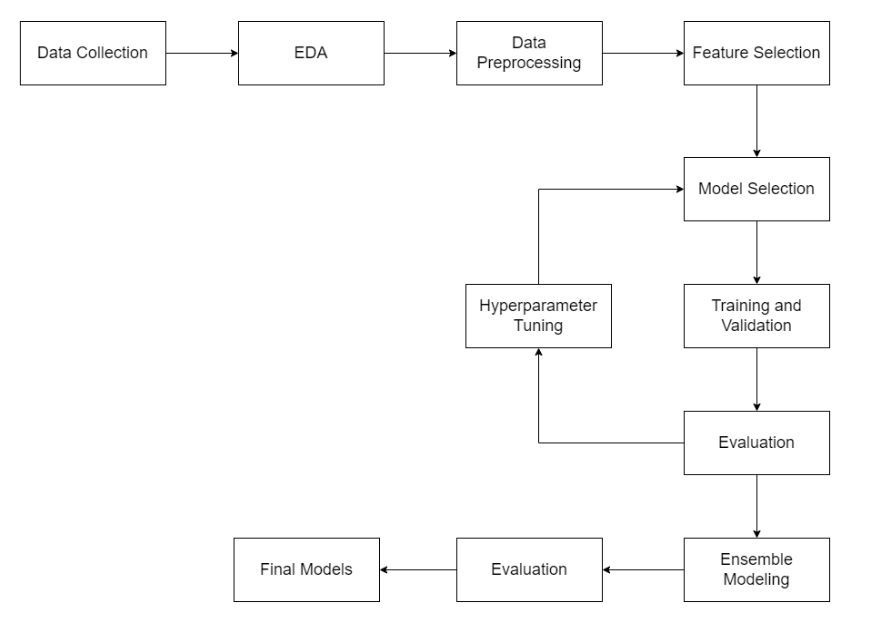 Data Collection
EDA
Data
Preprocessing
Feature Selection
Model Selection
Hyperparameter
Tuning
Training and
Validation
Evaluation
Ensemble
Modeling
Evaluation
Final Models